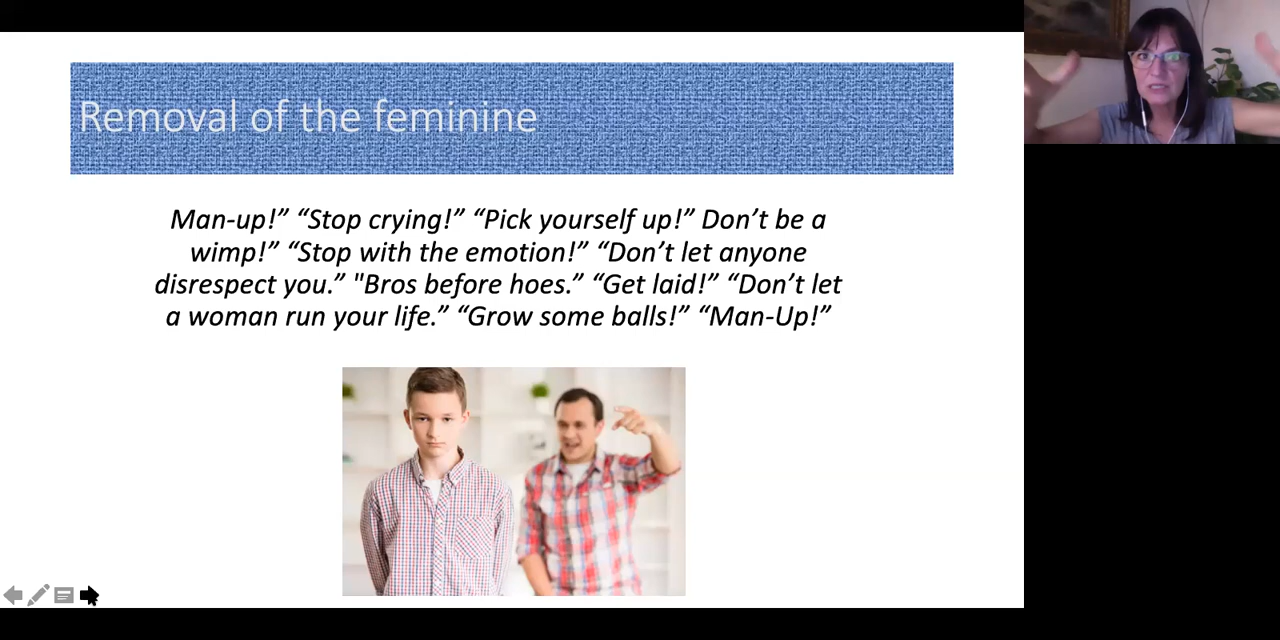 Removal of the feminine
Man-up!” “Stop crying!” “Pick yourself up!” Don’t be a
wimp!” “Stop with the emotion!” “Don’t let anyone
disrespect you.” "Bros before hoes.” “Get laid!” “Don’t let
a woman run your life.” “Grow some balls!” “Man-Up!”